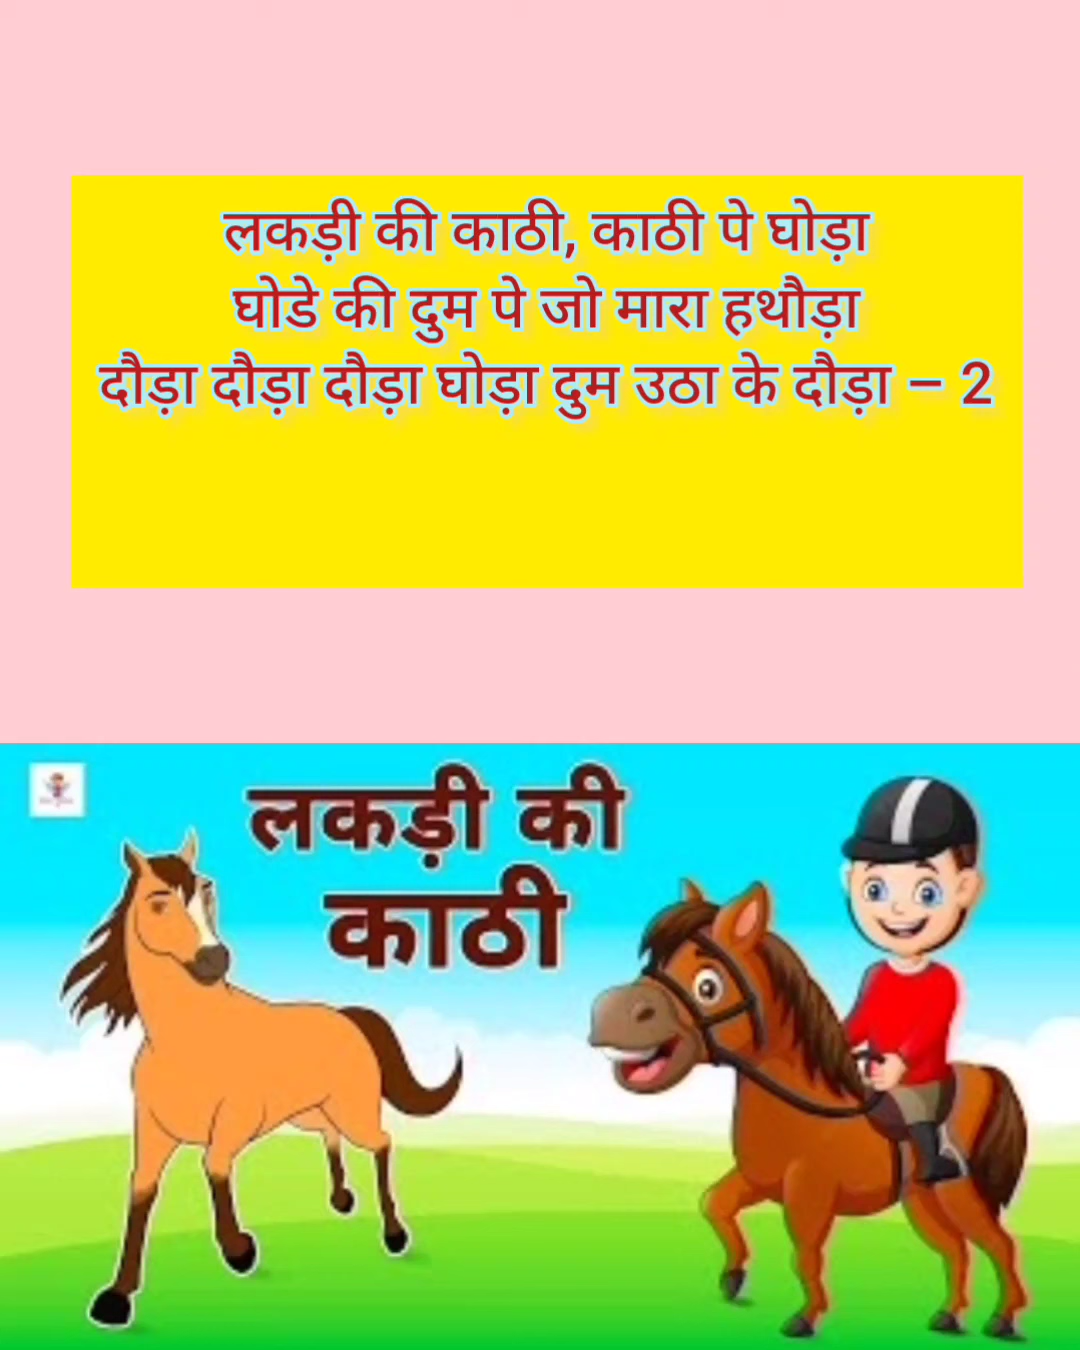 लकड़ी की काठी, काठी पे घोड़ा
घोडे की दुम पे जो मारा हथौड़ा
दौड़ा दौड़ा दौड़ा घोड़ा दुम उठा के दौड़ा – 2
लकड़ी की
काठी